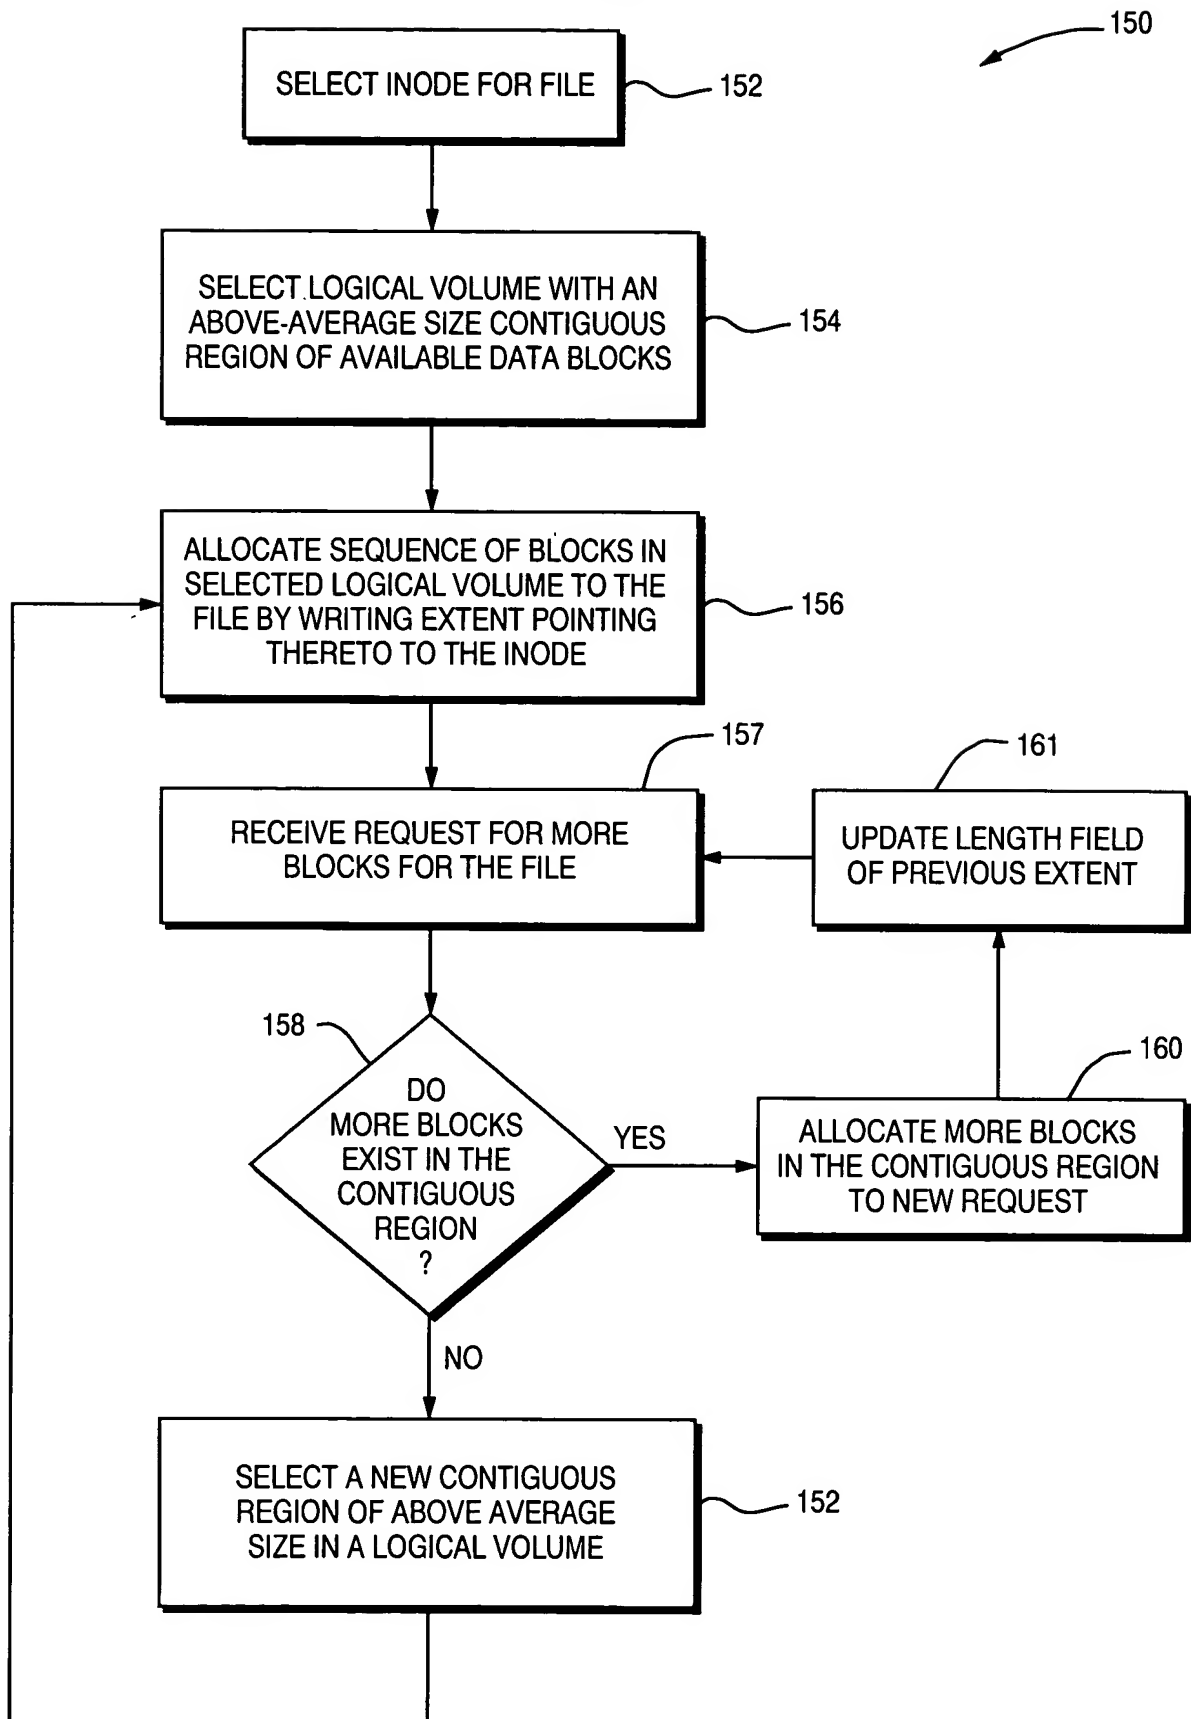 150
SELECT INODE FOR FILE
152
SELECT LOGICAL VOLUME WITH AN
ABOVE-AVERAGE SIZE CONTIGUOUS
REGION OF AVAILABLE DATA BLOCKS
154
ALLOCATE SEQUENCE OF BLOCKS IN
SELECTED LOGICAL VOLUME TO THE
FILE BY WRITING EXTENT POINTING
THERETO TO THE INODE
156
157
RECEIVE REQUEST FOR MORE
BLOCKS FOR THE FILE
161
UPDATE LENGTH FIELD
OF PREVIOUS EXTENT
158
DO
MORE BLOCKS
EXIST IN THE
CONTIGUOUS
REGION
?
YES
160
ALLOCATE MORE BLOCKS
IN THE CONTIGUOUS REGION
TO NEW REQUEST
NO
SELECT A NEW CONTIGUOUS
REGION OF ABOVE AVERAGE
SIZE IN A LOGICAL VOLUME
152